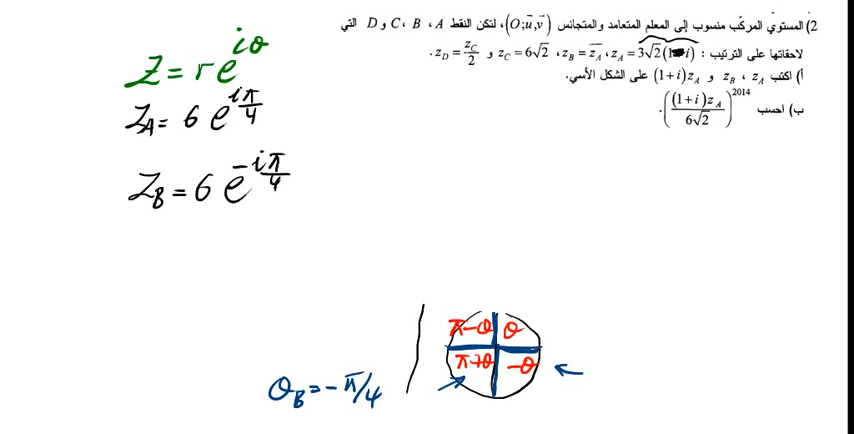 2) المستوي المركب منسوب إلى المعلم المتعامد والمتجانس (O;u⃗,v⃗)، لتكن النقط A ، B ، C و D التي
لاحقاتها على الترتيب : z_A = 3√2(1 i) ، z_B = \overline{z_A} ، z_C = 6√2 و z_D = z_C/2 .
أ) اكتب z_A ، z_B و (1+i)z_A على الشكل الأسي.
ب) احسب ((1+i)z_A / 6√2)^2014 .
Z = re^{iθ}
Z_A = 6 e^{iπ/4}
Z_B = 6 e^{-iπ/4}
π-θ θ
π+θ -θ
θ_B = -π/4